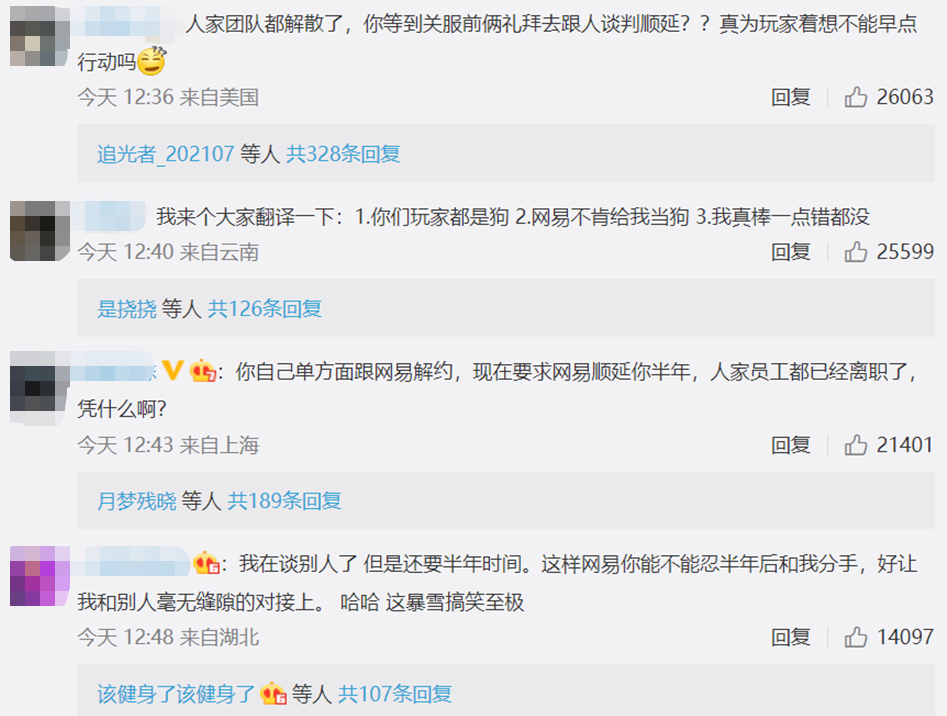 人家团队都解散了，你等到关服前俩礼拜去跟人谈判顺延？？真为玩家着想不能早点
行动吗
今天 12:36 来自美国 回复 26063
追光者_202107 等人 共328条回复
我来个大家翻译一下：1.你们玩家都是狗 2.网易不肯给我当狗 3.我真棒一点错都没
今天 12:40 来自云南 回复 25599
是挠挠 等人 共126条回复
：你自己单方面跟网易解约，现在要求网易顺延你半年，人家员工都已经离职了，
凭什么啊？
今天 12:43 来自上海 回复 21401
月梦残晓 等人 共189条回复
：我在谈别人了 但是还要半年时间。这样网易你能不能忍半年后和我分手，好让
我和别人毫无缝隙的对接上。 哈哈 这暴雪搞笑至极
今天 12:48 来自湖北 回复 14097
该健身了该健身了 等人 共107条回复